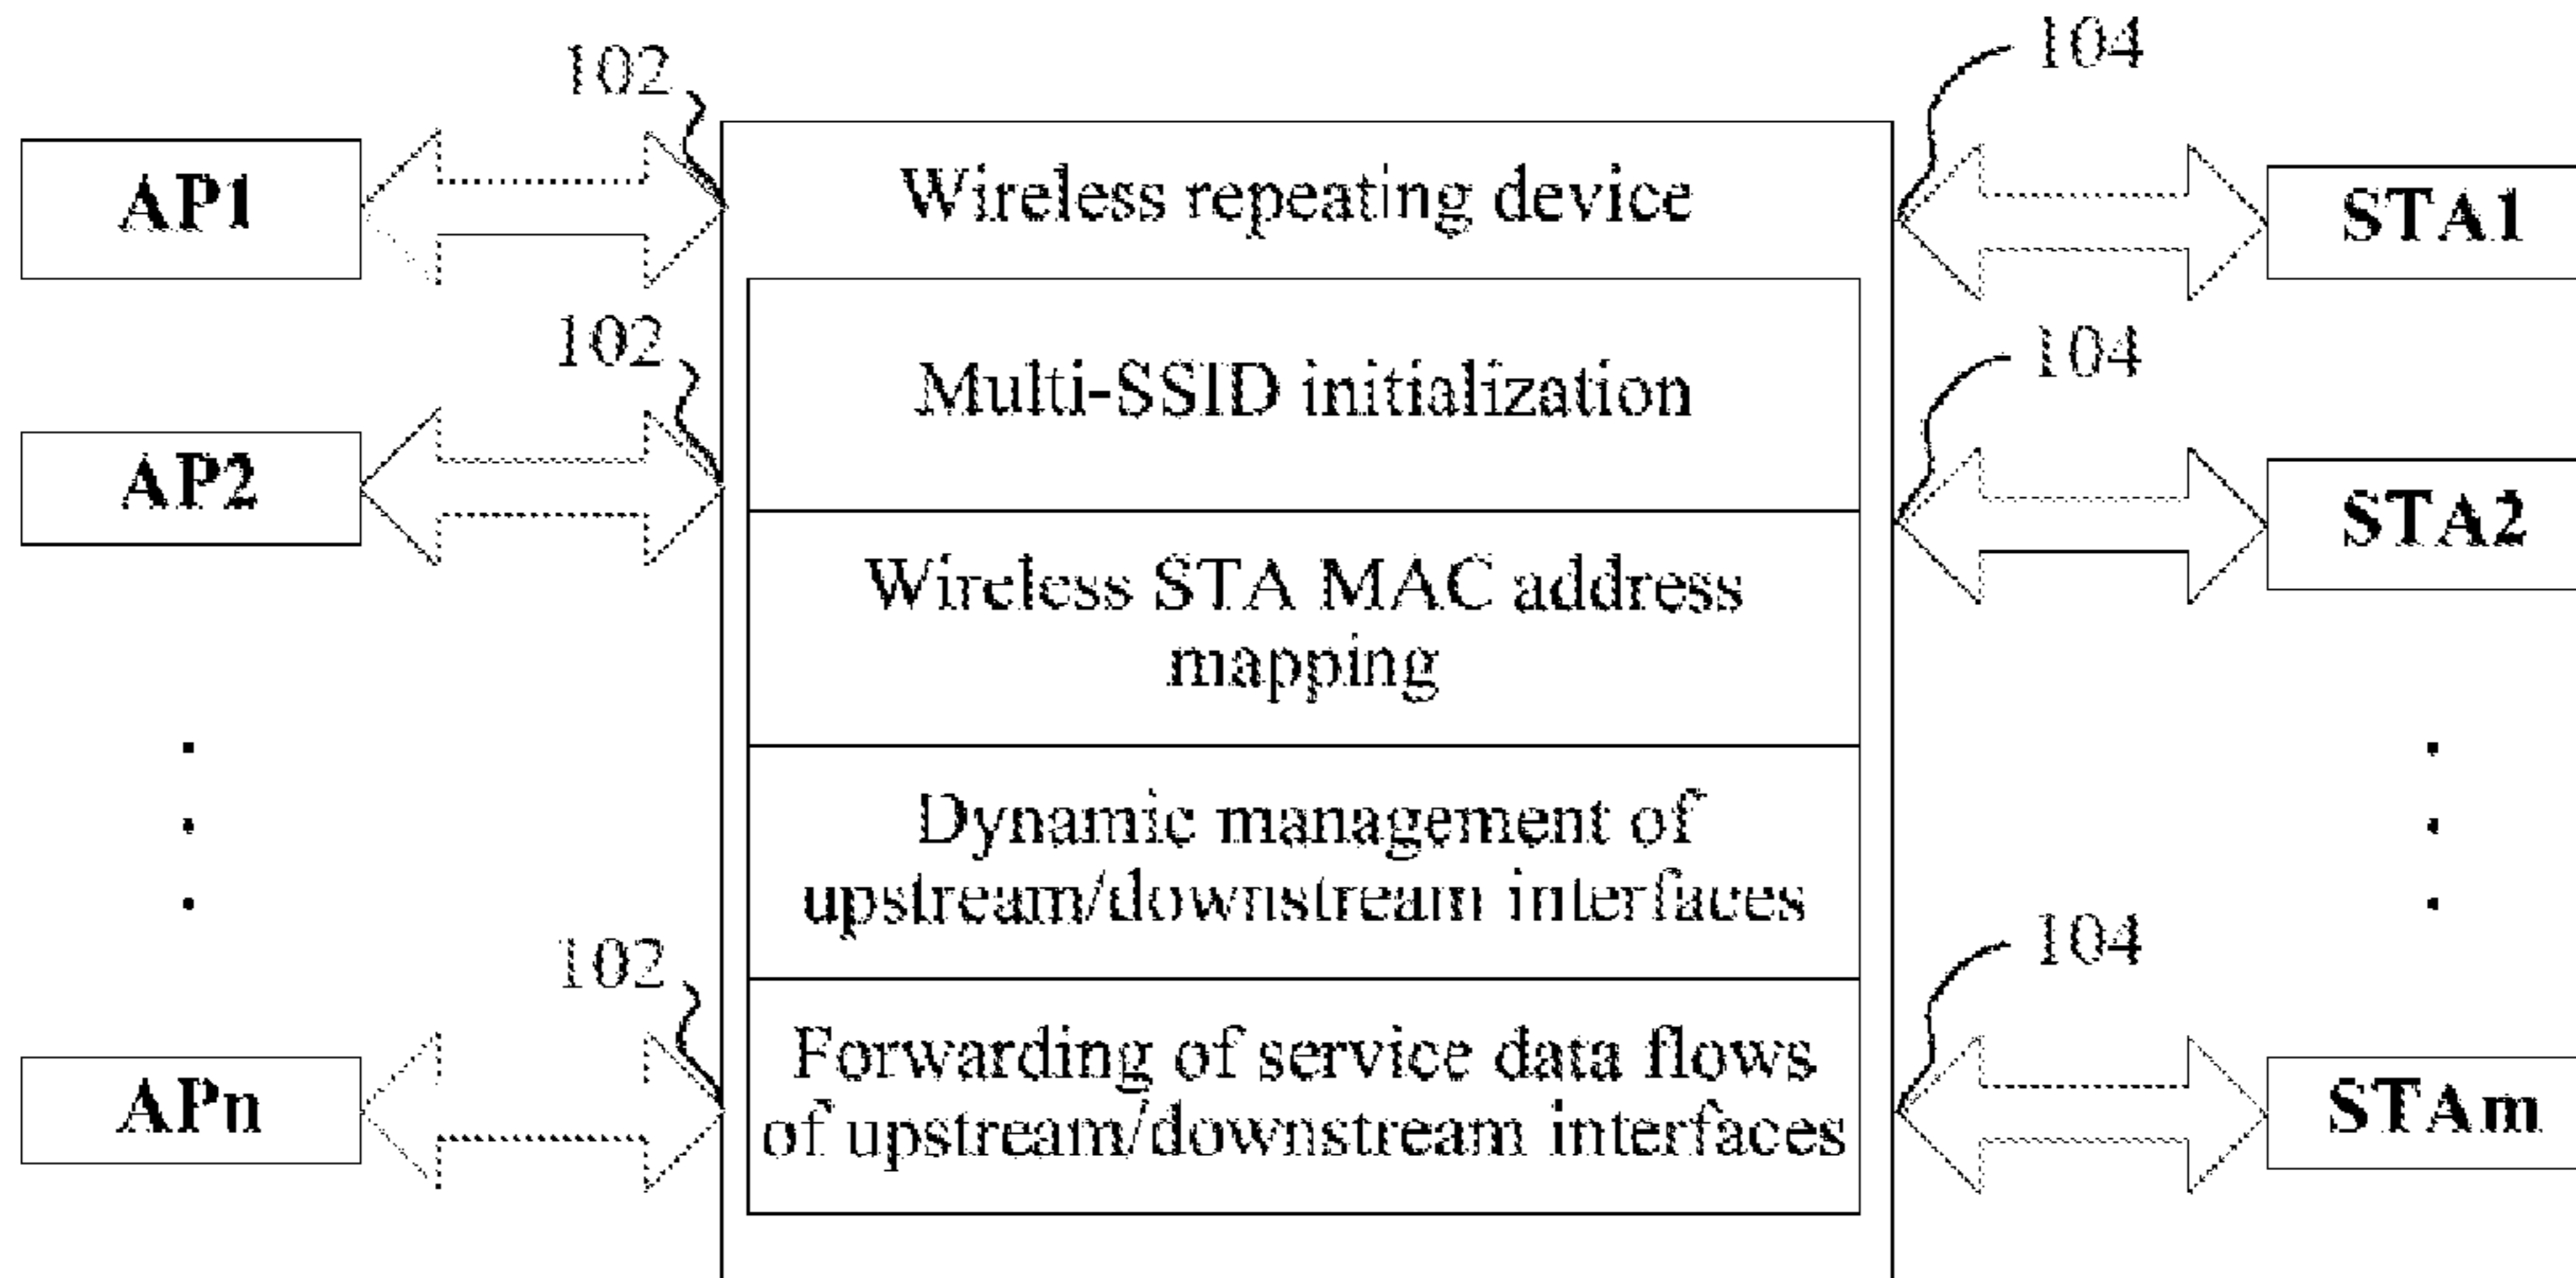 102
104
AP1
Wireless repeating device
STA1
102
104
Multi-SSID initialization
AP2
STA2
Wireless STA MAC address
mapping
Dynamic management of
upstream/downstream interfaces
102
104
Forwarding of service data flows
APn
STAm
of upstream/downstream interfaces